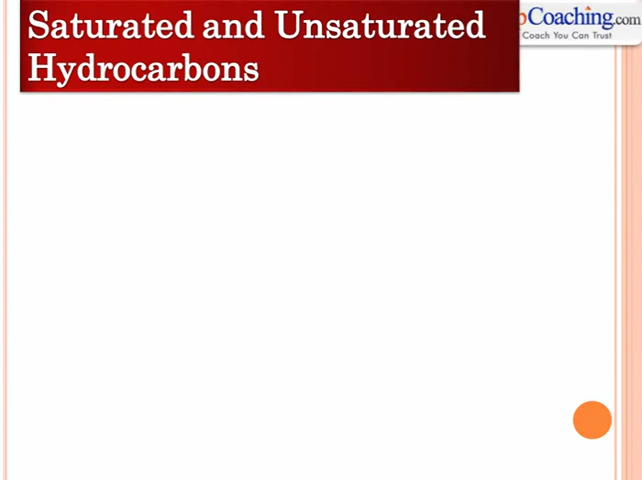 Saturated and Unsaturated
Hydrocarbons
Coaching.com
Coach You Can Trust